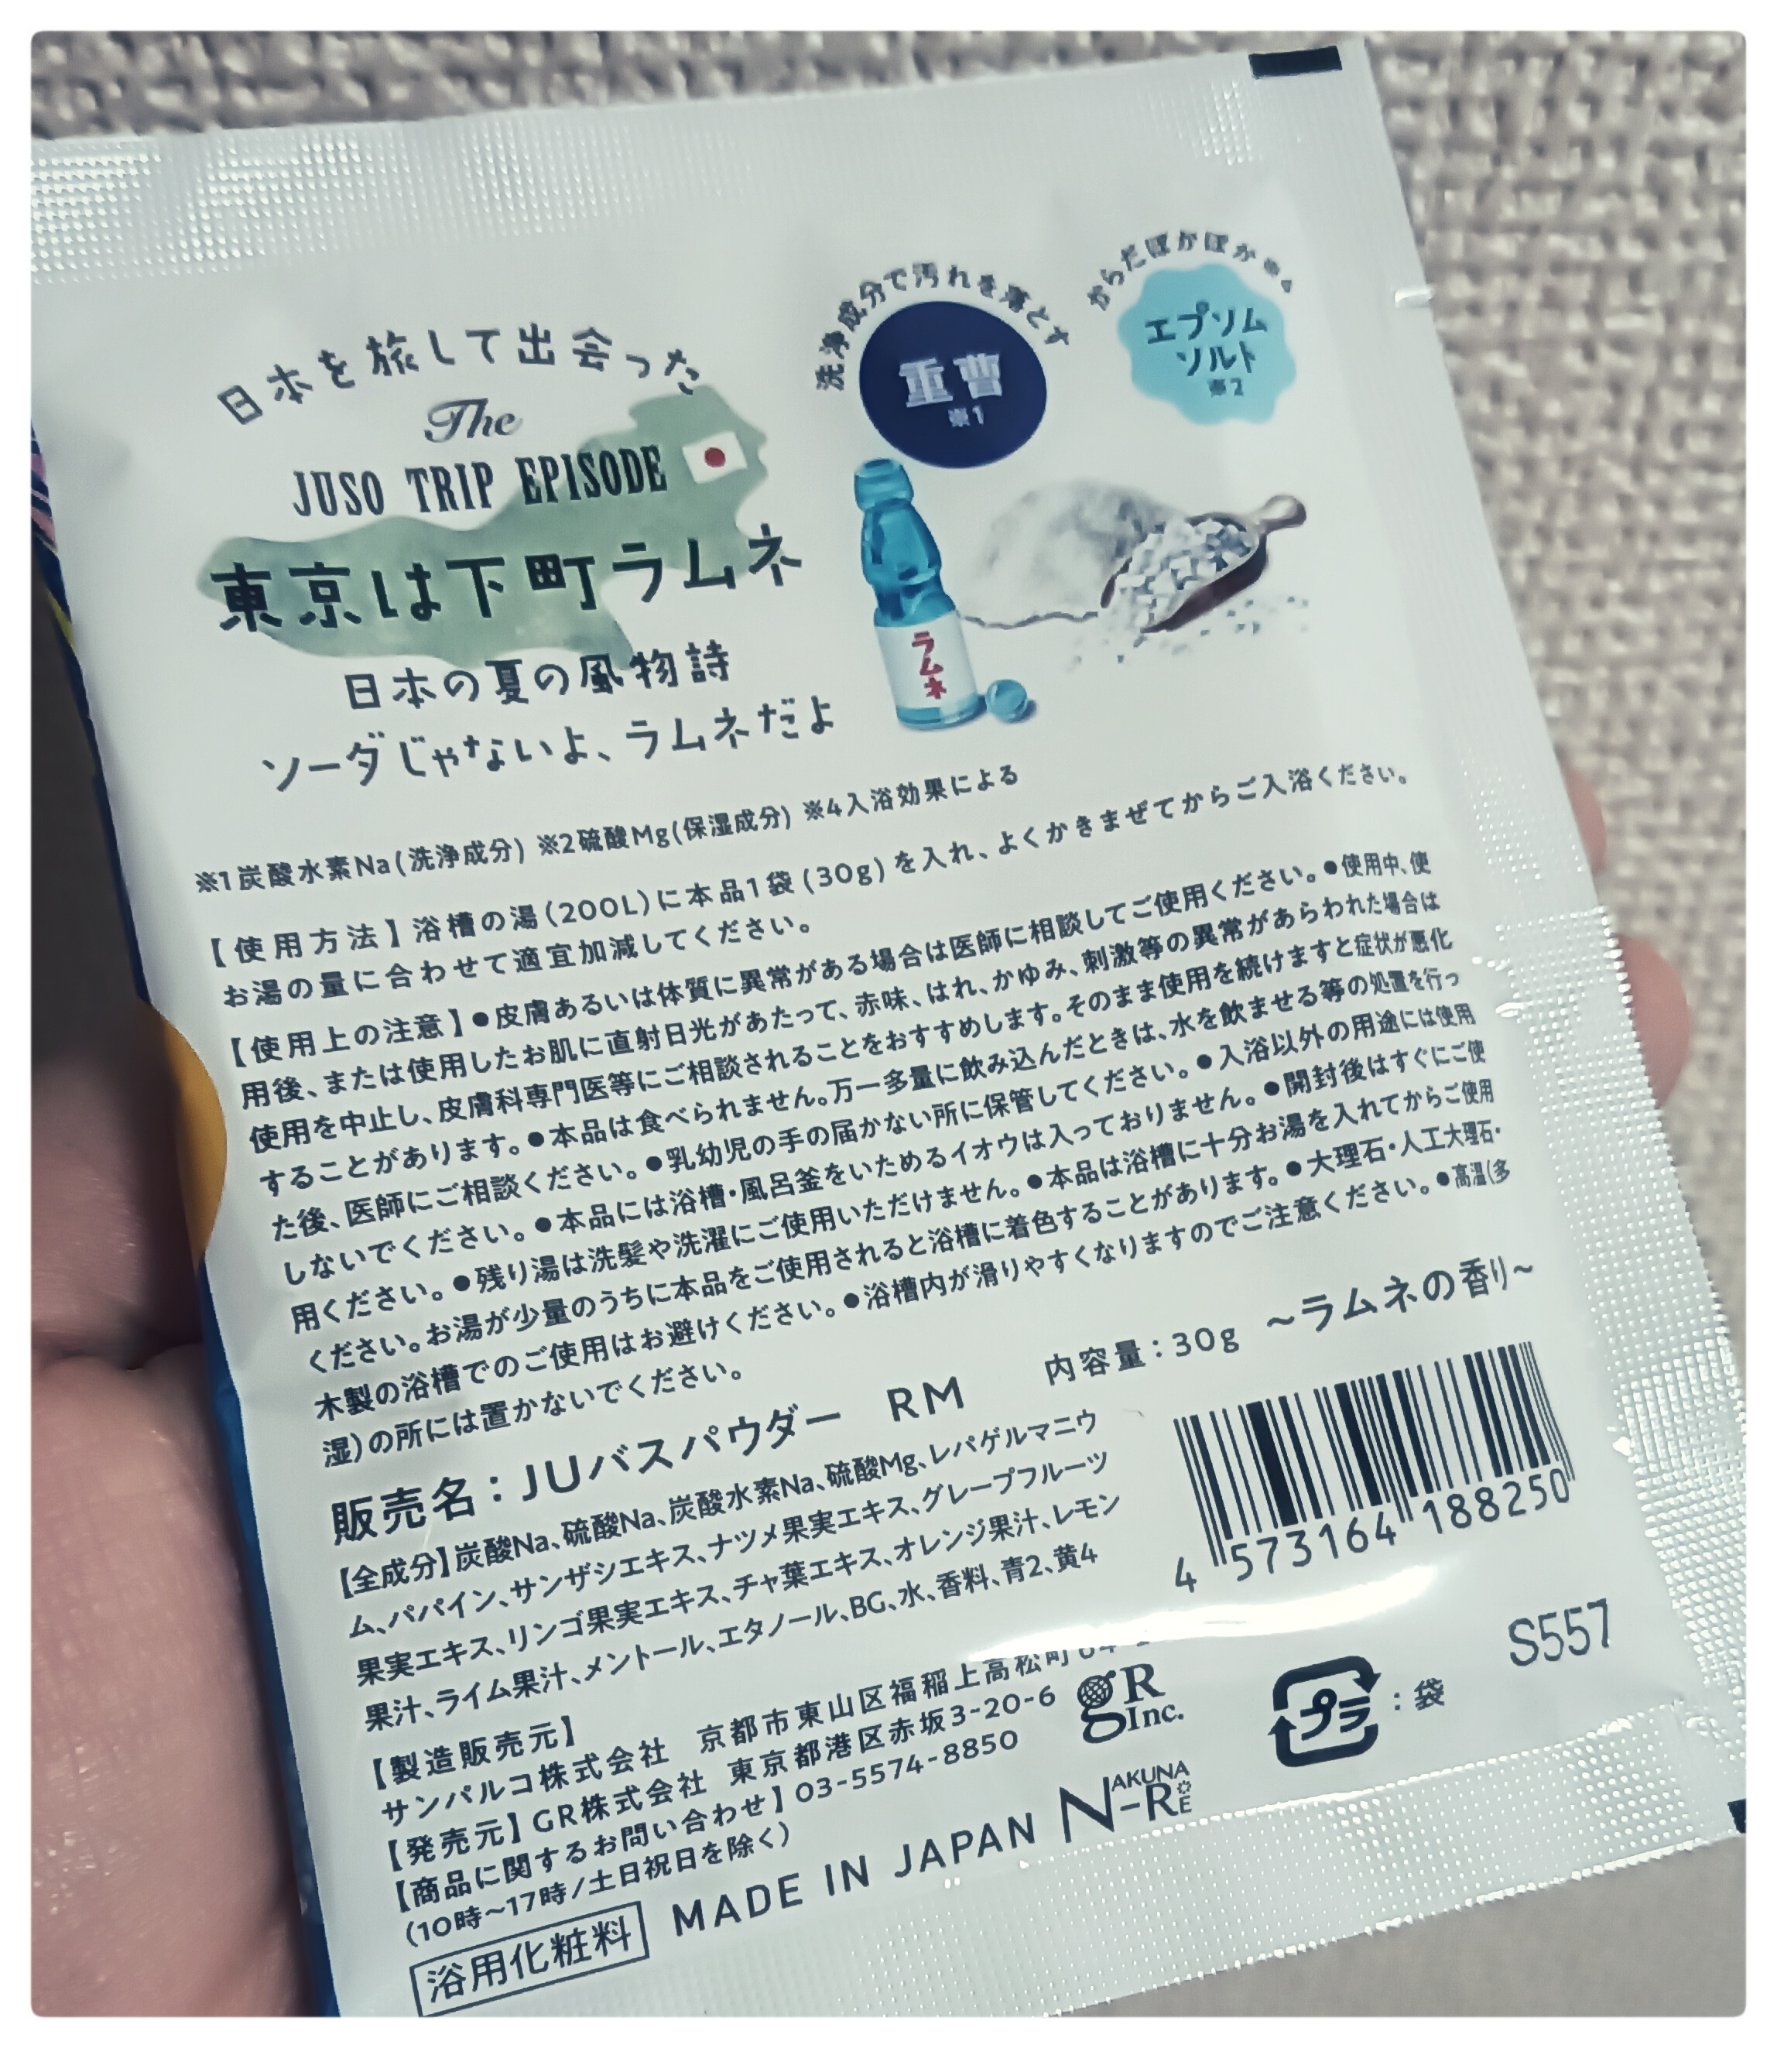 日本を旅して出会った
The
JUSO TRIP EPISODE
東京は下町ラムネ
日本の夏の風物詩
ソーダじゃないよ、ラムネだよ
洗浄成分で汚れを落とす
重曹
※1
からだぽかぽか
エプソム
ソルト
※2
ラムネ
※1炭酸水素Na(洗浄成分) ※2硫酸Mg(保湿成分) ※4入浴効果による
【使用方法】浴槽の湯(200L)に本品1袋(30g)を入れ、よくかきまぜてからご入浴ください。
お湯の量に合わせて適宜加減してください。
【使用上の注意】●皮膚あるいは体質に異常がある場合は医師に相談してご使用ください。●使用中、使
用後、または使用したお肌に直射日光があたって、赤味、はれ、かゆみ、刺激等の異常があらわれた場合は
使用を中止し、皮膚科専門医等にご相談されることをおすすめします。そのまま使用を続けますと症状が悪化
することがあります。●本品は食べられません。万一多量に飲み込んだときは、水を飲ませる等の処置を行っ
た後、医師にご相談ください。●乳幼児の手の届かない所に保管してください。●入浴以外の用途には使用
しないでください。●本品には浴槽・風呂釜をいためるイオウは入っておりません。●開封後はすぐにご使
用ください。●残り湯は洗髪や洗濯にご使用いただけません。●本品は浴槽に十分お湯を入れてからご使用
ください。お湯が少量のうちに本品をご使用されると浴槽に着色することがあります。●大理石・人工大理石・
木製の浴槽でのご使用はお避けください。●浴槽内が滑りやすくなりますのでご注意ください。●高温(多
湿)の所には置かないでください。
販売名：JUバスパウダー RM
内容量：30g ～ラムネの香り～
【全成分】炭酸Na、硫酸Na、炭酸水素Na、硫酸Mg、レパゲルマニウ
ム、パパイン、サンザシエキス、ナツメ果実エキス、グレープフルーツ
果実エキス、リンゴ果実エキス、チャ葉エキス、オレンジ果汁、レモン
果汁、ライム果汁、メントール、エタノール、BG、水、香料、青2、黄4
4 573164 188250
【製造販売元】
サンパルコ株式会社 京都市東山区福稲上高松町
【発売元】GR株式会社 東京都港区赤坂3-20-6
【商品に関するお問い合わせ】03-5574-8850
(10時～17時/土日祝日を除く)
gR
Inc.
プラ
：袋
S557
浴用化粧料
MADE IN JAPAN
NAKUNA-RE